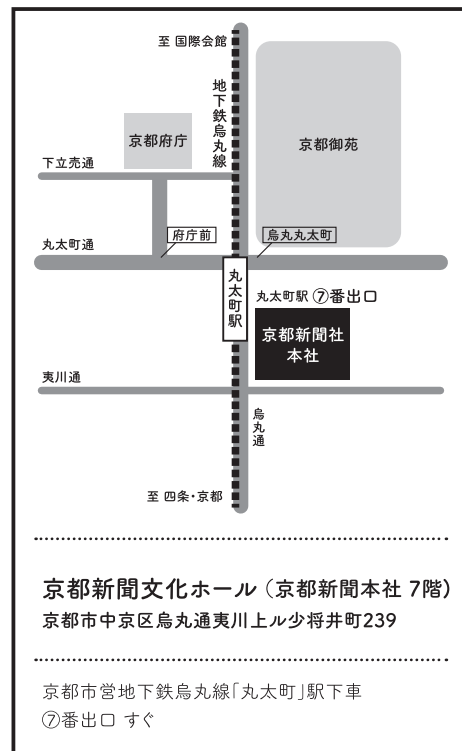 至 国際会館
地下鉄烏丸線
京都府庁
京都御苑
下立売通
府庁前
烏丸丸太町
丸太町通
丸太町駅
丸太町駅 ⑦番出口
京都新聞社
本社
夷川通
烏丸通
至 四条・京都
京都新聞文化ホール（京都新聞本社 7階）
京都市中京区烏丸通夷川上ル少将井町239
京都市営地下鉄烏丸線「丸太町」駅下車
⑦番出口 すぐ